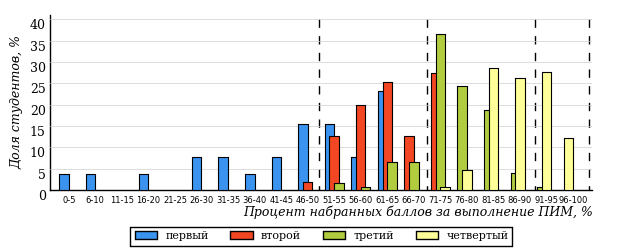 Доля студентов, %
40
35
30
25
20
15
10
5
0
0-5 6-10 11-15 16-20 21-25 26-30 31-35 36-40 41-45 46-50 51-55 56-60 61-65 66-70 71-75 76-80 81-85 86-90 91-95 96-100
Процент набранных баллов за выполнение ПИМ, %
первый второй третий четвертый